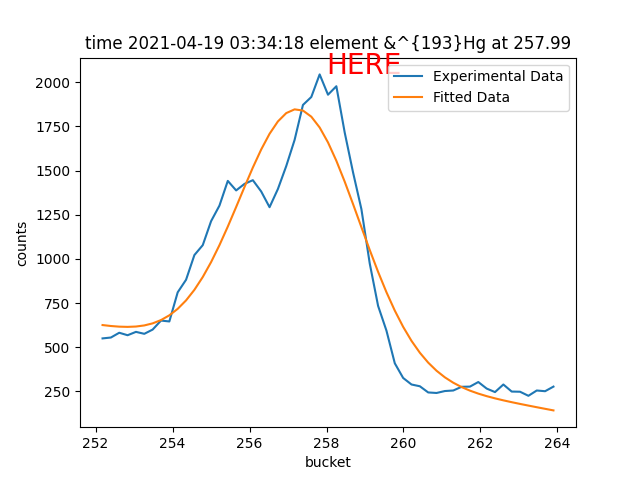 time 2021-04-19 03:34:18 element &^{193}Hg at 257.99
HERE
Experimental Data
Fitted Data
2000
1750
1500
1250
1000
750
500
250
counts
252
254
256
258
260
262
264
bucket